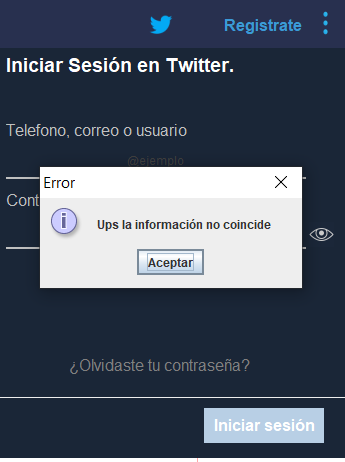 Registrate
Iniciar Sesión en Twitter.
Telefono, correo o usuario
@ejemplo
Cont
Error
Ups la información no coincide
Aceptar
¿Olvidaste tu contraseña?
Iniciar sesión